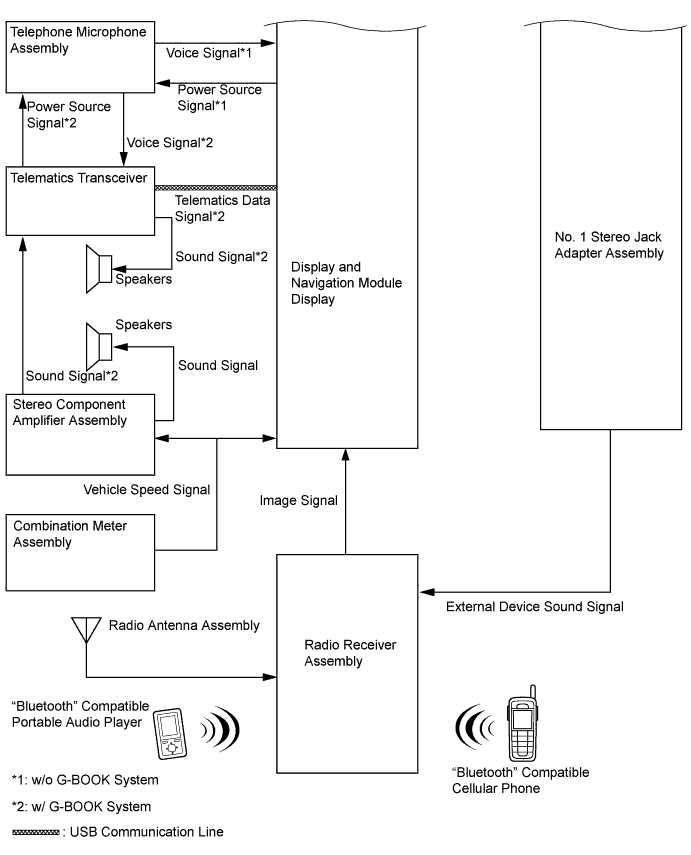 Telephone Microphone
Assembly
Voice Signal*1
Power Source
Signal*1
Power Source
Signal*2
Voice Signal*2
Telematics Transceiver
Telematics Data
Signal*2
Sound Signal*2
Speakers
Display and
Navigation Module
Display
No. 1 Stereo Jack
Adapter Assembly
Speakers
Sound Signal
Sound Signal*2
Stereo Component
Amplifier Assembly
Vehicle Speed Signal
Image Signal
Combination Meter
Assembly
External Device Sound Signal
Radio Antenna Assembly
Radio Receiver
Assembly
“Bluetooth” Compatible
Portable Audio Player
“Bluetooth” Compatible
Cellular Phone
*1: w/o G-BOOK System
*2: w/ G-BOOK System
: USB Communication Line